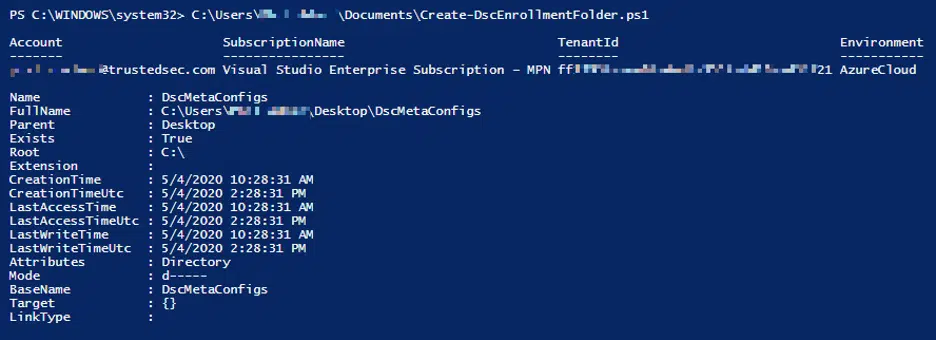 PS C:\WINDOWS\system32> C:\Users\ \Documents\Create-DscEnrollmentFolder.ps1
Account SubscriptionName TenantId Environment
------- ---------------- -------- -----------
@trustedsec.com Visual Studio Enterprise Subscription – MPN ff 21 AzureCloud
Name : DscMetaConfigs
FullName : C:\Users\ \Desktop\DscMetaConfigs
Parent : Desktop
Exists : True
Root : C:\
Extension :
CreationTime : 5/4/2020 10:28:31 AM
CreationTimeUtc : 5/4/2020 2:28:31 PM
LastAccessTime : 5/4/2020 10:28:31 AM
LastAccessTimeUtc : 5/4/2020 2:28:31 PM
LastWriteTime : 5/4/2020 10:28:31 AM
LastWriteTimeUtc : 5/4/2020 2:28:31 PM
Attributes : Directory
Mode : d-----
BaseName : DscMetaConfigs
Target : {}
LinkType :